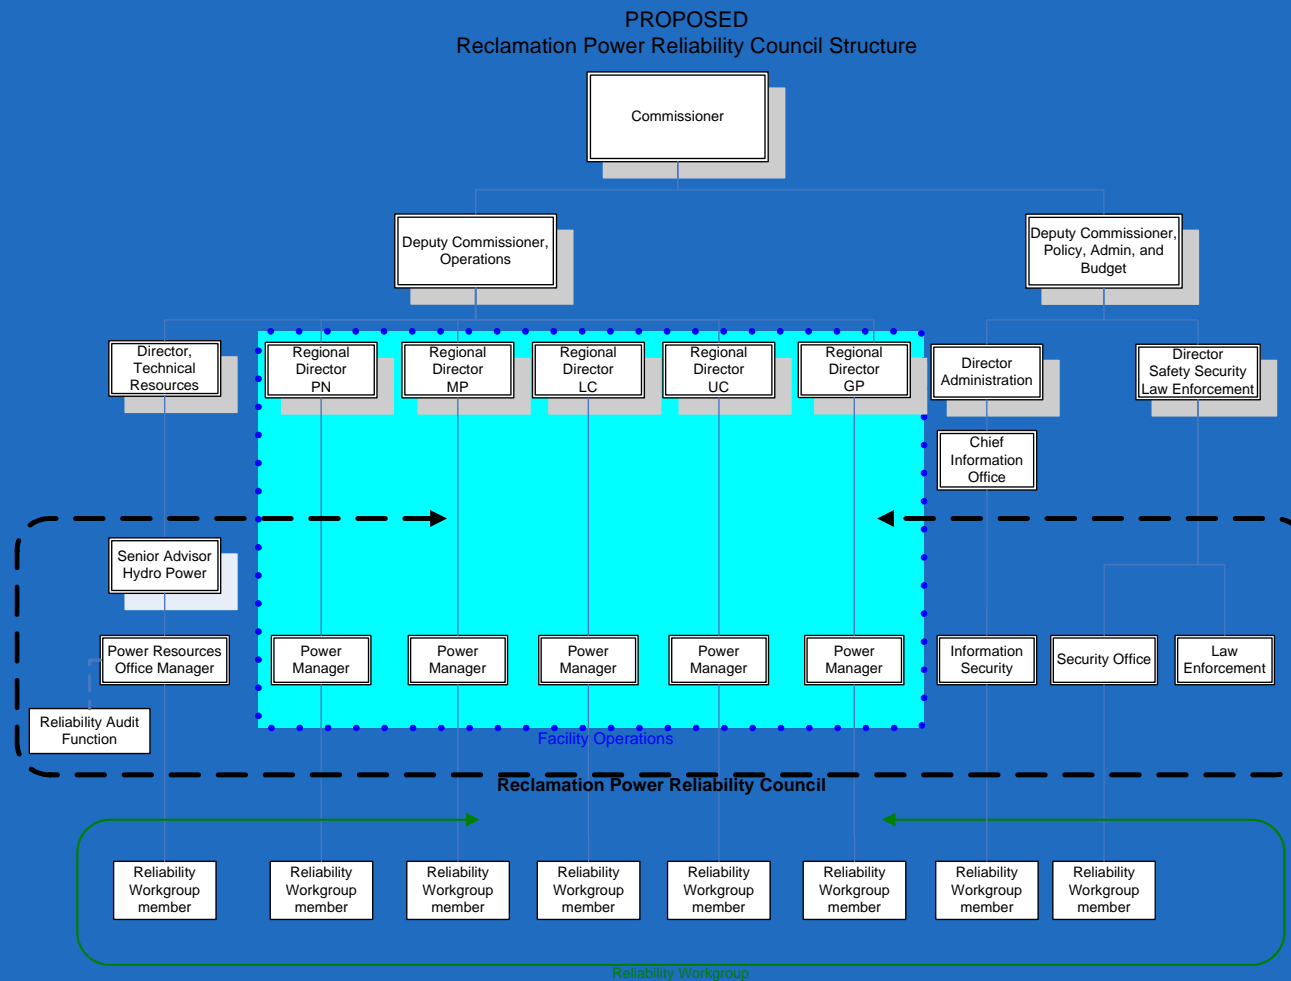 PROPOSED
Reclamation Power Reliability Council Structure
Commissioner
Deputy Commissioner,
Operations
Deputy Commissioner,
Policy, Admin, and
Budget
Director,
Technical
Resources
Regional
Director
PN
Regional
Director
MP
Regional
Director
LC
Regional
Director
UC
Regional
Director
GP
Director
Administration
Director
Safety Security
Law Enforcement
Chief
Information
Office
Senior Advisor
Hydro Power
Power Resources
Office Manager
Power
Manager
Power
Manager
Power
Manager
Power
Manager
Power
Manager
Information
Security
Security Office
Law
Enforcement
Reliability Audit
Function
Facility Operations
Reclamation Power Reliability Council
Reliability
Workgroup
member
Reliability
Workgroup
member
Reliability
Workgroup
member
Reliability
Workgroup
member
Reliability
Workgroup
member
Reliability
Workgroup
member
Reliability
Workgroup
member
Reliability
Workgroup
member
Reliability Workgroup